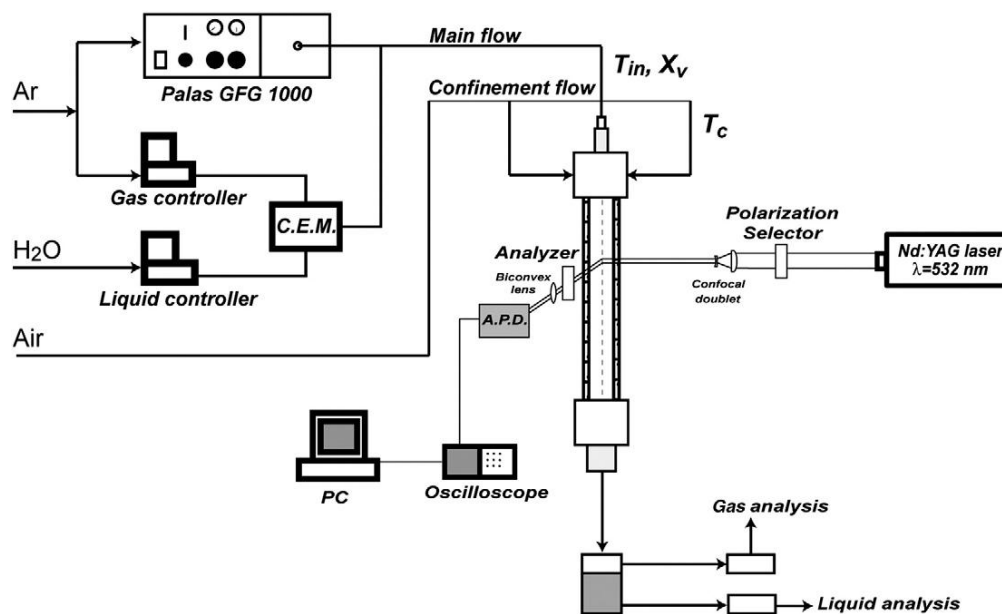 Main flow
Palas GFG 1000
T_in, X_v
Ar
Confinement flow
T_c
Gas controller
C.E.M.
H₂O
Liquid controller
Polarization
Selector
Nd:YAG laser
λ=532 nm
Analyzer
Biconvex
lens
Confocal
doublet
A.P.D.
Air
PC
Oscilloscope
Gas analysis
Liquid analysis